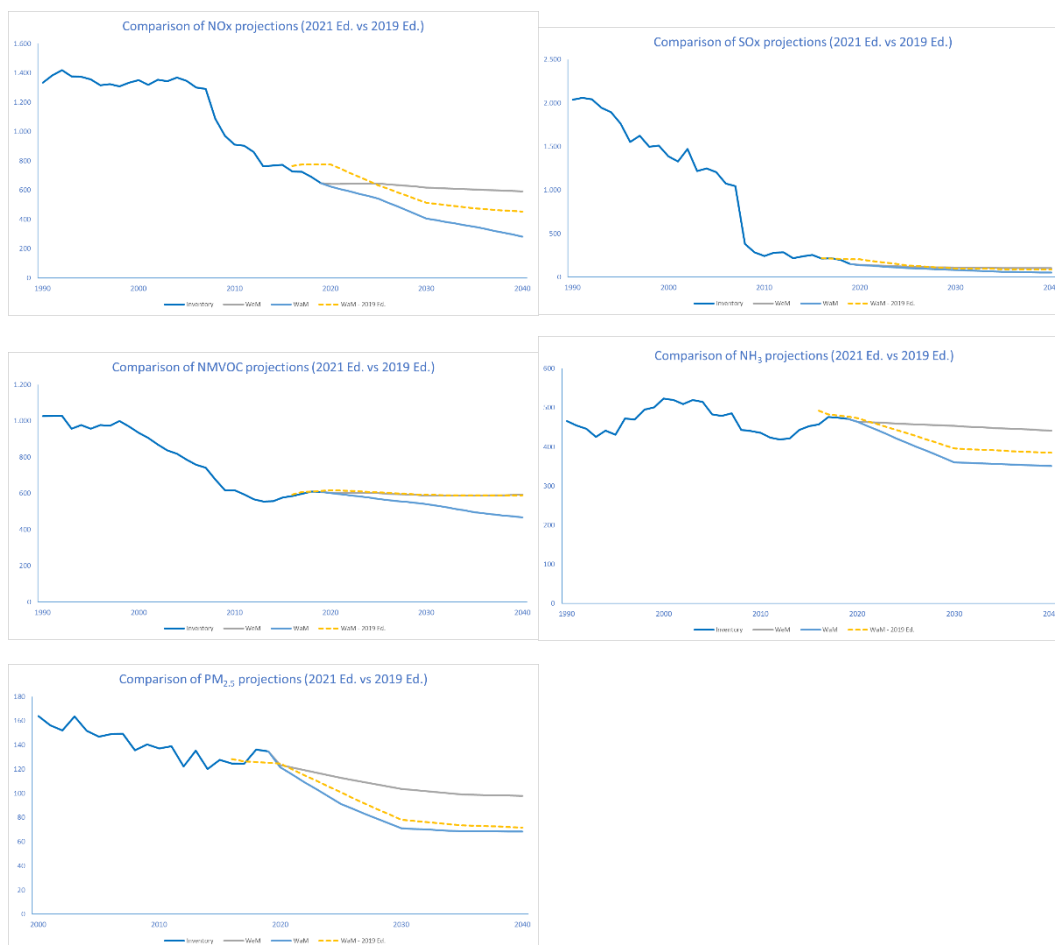 Comparison of NOx projections (2021 Ed. vs 2019 Ed.)
1.600
1.400
1.200
1.000
800
600
400
200
0
1990 2000 2010 2020 2030 2040
Inventory WeM WaM WaM - 2019 Ed.
Comparison of SOx projections (2021 Ed. vs 2019 Ed.)
2.500
2.000
1.500
1.000
500
0
1990 2000 2010 2020 2030 2040
Inventory WeM WaM WaM - 2019 Ed.
Comparison of NMVOC projections (2021 Ed. vs 2019 Ed.)
1.200
1.000
800
600
400
200
0
1990 2000 2010 2020 2030 2040
Inventory WeM WaM WaM - 2019 Ed.
Comparison of NH₃ projections (2021 Ed. vs 2019 Ed.)
600
500
400
300
200
100
0
1990 2000 2010 2020 2030 2040
Inventory WeM WaM WaM - 2019 Ed.
Comparison of PM₂.₅ projections (2021 Ed. vs 2019 Ed.)
180
160
140
120
100
80
60
40
20
0
2000 2010 2020 2030 2040
Inventory WeM WaM WaM - 2019 Ed.